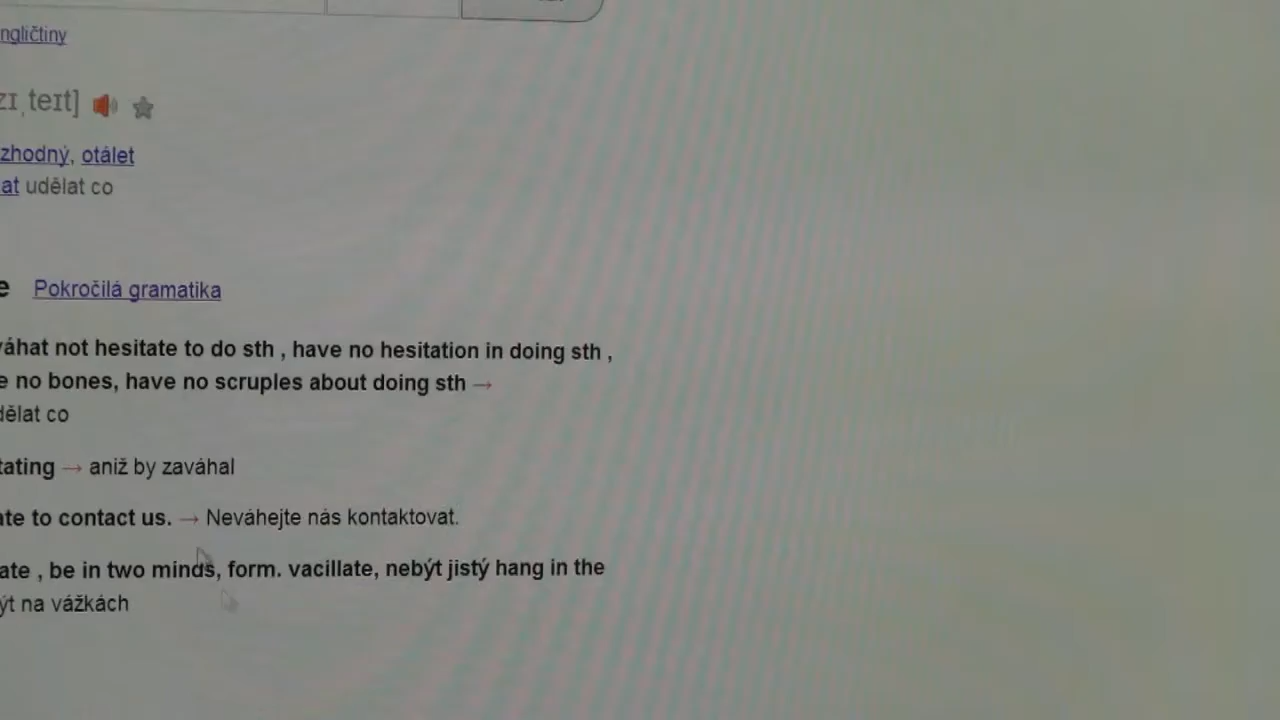 ngličtiny
zɪˌteɪt]
zhodný, otálet
at udělat co
e Pokročilá gramatika
váhat not hesitate to do sth , have no hesitation in doing sth ,
e no bones, have no scruples about doing sth →
dělat co
tating → aniž by zaváhal
ate to contact us. → Neváhejte nás kontaktovat.
ate , be in two minds, form. vacillate, nebýt jistý hang in the
ýt na vážkách